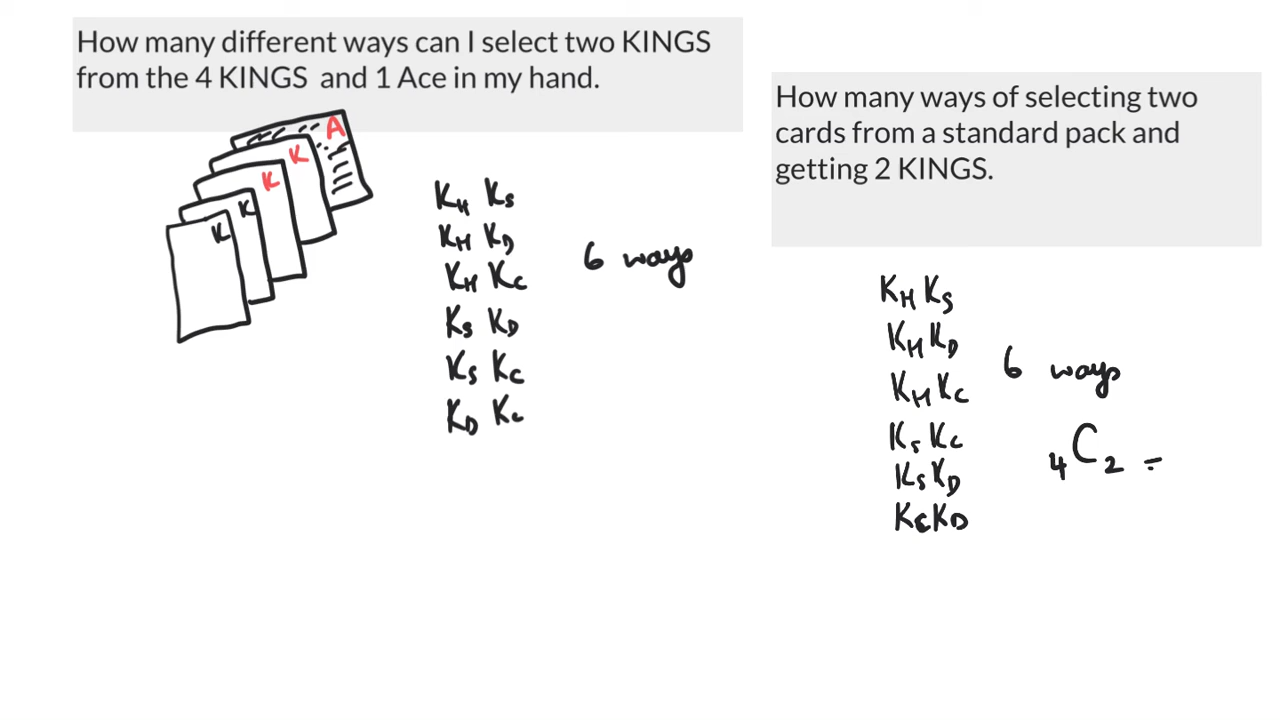 How many different ways can I select two KINGS
from the 4 KINGS and 1 Ace in my hand.
A
K
K
K
K
KH KS
KH KD
KH KC
KS KD
KS KC
KD KC
6 ways
How many ways of selecting two
cards from a standard pack and
getting 2 KINGS.
KH KS
KH KD
KH KC
KS KC
KS KD
KC KD
6 ways
4C2 =